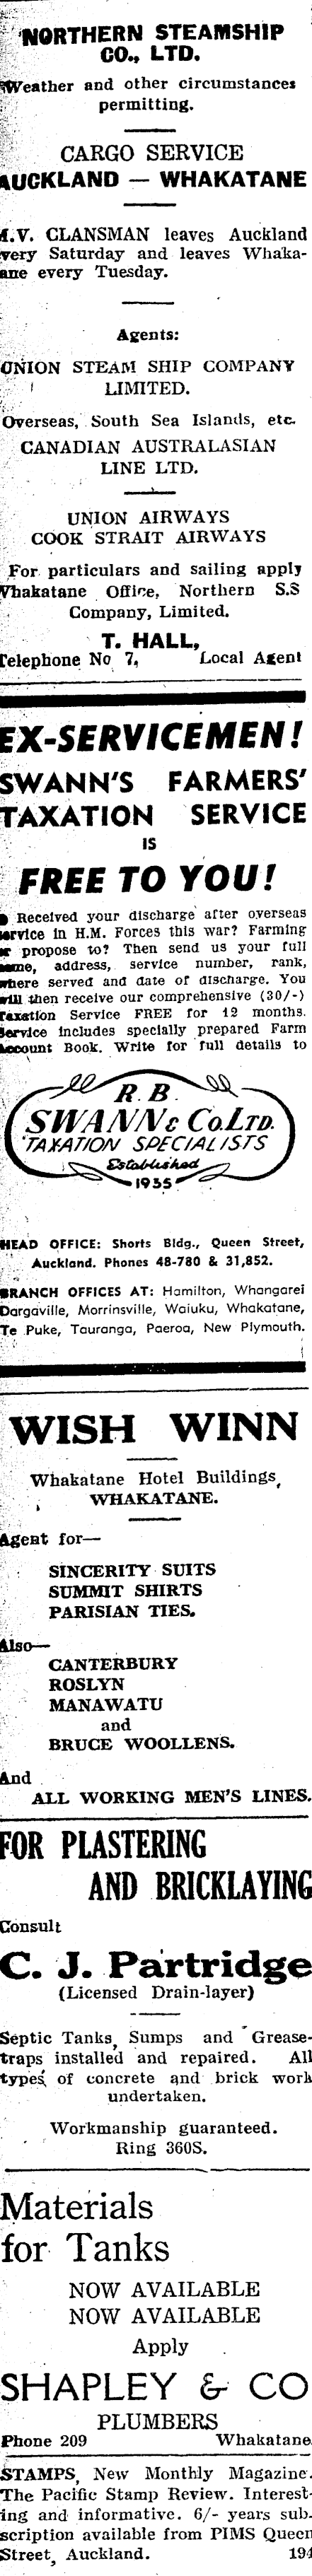 NORTHERN STEAMSHIP
CO., LTD.
Weather and other circumstances
permitting.
CARGO SERVICE
AUCKLAND — WHAKATANE
M.V. CLANSMAN leaves Auckland
every Saturday and leaves Whaka-
tane every Tuesday.
Agents:
UNION STEAM SHIP COMPANY
LIMITED.
Overseas, South Sea Islands, etc.
CANADIAN AUSTRALASIAN
LINE LTD.
UNION AIRWAYS
COOK STRAIT AIRWAYS
For particulars and sailing apply
Whakatane Office, Northern S.S
Company, Limited.
T. HALL,
Telephone No 7, Local Agent
EX-SERVICEMEN!
SWANN'S FARMERS'
TAXATION SERVICE
IS
FREE TO YOU!
● Received your discharge after overseas
service in H.M. Forces this war? Farming
or propose to? Then send us your full
name, address, service number, rank,
where served and date of discharge. You
will then receive our comprehensive (30/-)
Taxation Service FREE for 12 months.
Service includes specially prepared Farm
Account Book. Write for full details to
R. B.
SWANN & Co. LTD.
TAXATION SPECIALISTS
Established
1935
HEAD OFFICE: Shorts Bldg., Queen Street,
Auckland. Phones 48-780 & 31,852.
BRANCH OFFICES AT: Hamilton, Whangarei
Dargaville, Morrinsville, Waiuku, Whakatane,
Te Puke, Tauranga, Paeroa, New Plymouth.
WISH WINN
Whakatane Hotel Buildings,
WHAKATANE.
Agent for—
SINCERITY SUITS
SUMMIT SHIRTS
PARISIAN TIES.
Also—
CANTERBURY
ROSLYN
MANAWATU
and
BRUCE WOOLLENS.
And
ALL WORKING MEN'S LINES.
FOR PLASTERING
AND BRICKLAYING
Consult
C. J. Partridge
(Licensed Drain-layer)
Septic Tanks, Sumps and Grease-
traps installed and repaired. All
types of concrete and brick work
undertaken.
Workmanship guaranteed.
Ring 360S.
Materials
for Tanks
NOW AVAILABLE
NOW AVAILABLE
Apply
SHAPLEY & CO
PLUMBERS
Phone 209 Whakatane.
STAMPS, New Monthly Magazine.
The Pacific Stamp Review. Interest-
ing and informative. 6/- years sub-
scription available from PIMS Queen
Street, Auckland. 194